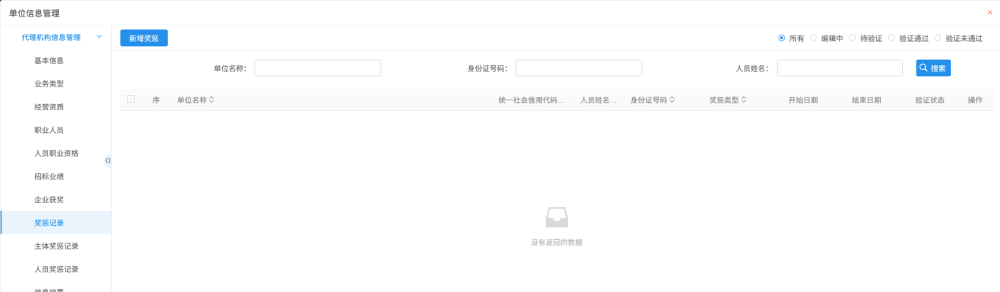 单位信息管理
×
代理机构信息管理
新增奖惩
所有 编辑中 待验证 验证通过 验证未通过
基本信息
单位名称: 身份证号码: 人员姓名: 搜索
业务类型
序 单位名称 统一社会信用代码... 人员姓名... 身份证号码 奖惩类型 开始日期 结束日期 验证状态 操作
经营资质
职业人员
人员职业资格
招标业绩
企业获奖
奖惩记录
没有返回的数据
主体奖惩记录
人员奖惩记录
信息披露